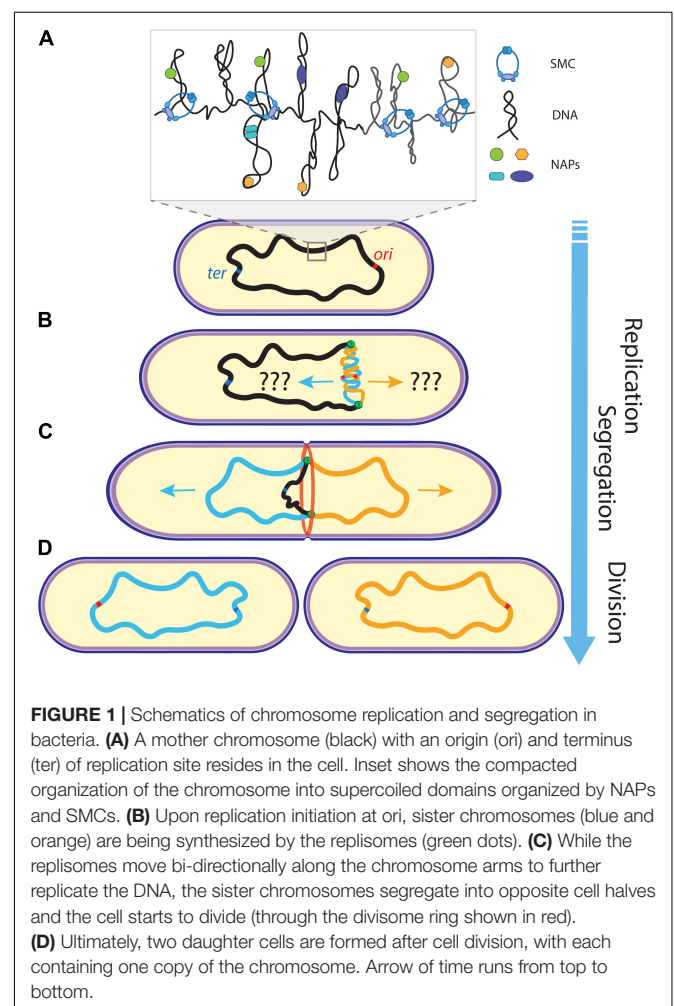 A
SMC
DNA
NAPs
ter
ori
B
??? ???
C
D
Replication
Segregation
Division
FIGURE 1 | Schematics of chromosome replication and segregation in
bacteria. (A) A mother chromosome (black) with an origin (ori) and terminus
(ter) of replication site resides in the cell. Inset shows the compacted
organization of the chromosome into supercoiled domains organized by NAPs
and SMCs. (B) Upon replication initiation at ori, sister chromosomes (blue and
orange) are being synthesized by the replisomes (green dots). (C) While the
replisomes move bi-directionally along the chromosome arms to further
replicate the DNA, the sister chromosomes segregate into opposite cell halves
and the cell starts to divide (through the divisome ring shown in red).
(D) Ultimately, two daughter cells are formed after cell division, with each
containing one copy of the chromosome. Arrow of time runs from top to
bottom.